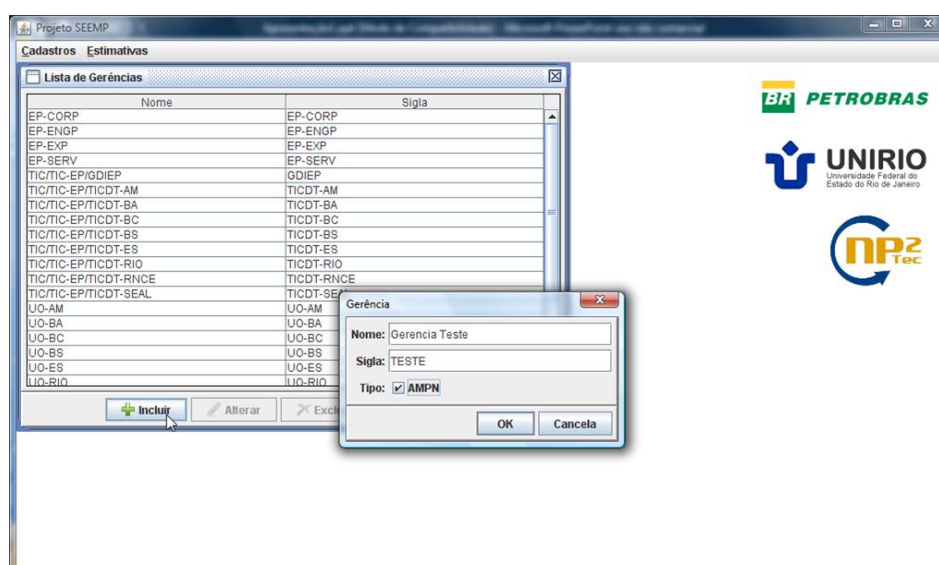 Projeto SEEMP
Cadastros Estimativas
Lista de Gerências
Nome Sigla
EP-CORP EP-CORP
EP-ENGP EP-ENGP
EP-EXP EP-EXP
EP-SERV EP-SERV
TIC/TIC-EP/GDIEP GDIEP
TIC/TIC-EP/TICDT-AM TICDT-AM
TIC/TIC-EP/TICDT-BA TICDT-BA
TIC/TIC-EP/TICDT-BC TICDT-BC
TIC/TIC-EP/TICDT-BS TICDT-BS
TIC/TIC-EP/TICDT-ES TICDT-ES
TIC/TIC-EP/TICDT-RIO TICDT-RIO
TIC/TIC-EP/TICDT-RNCE TICDT-RNCE
TIC/TIC-EP/TICDT-SEAL TICDT-SEAL
UO-AM UO-AM
UO-BA UO-BA
UO-BC UO-BC
UO-BS UO-BS
UO-ES UO-ES
UO-RIO UO-RIO
Incluir Alterar Exclu
Gerência
Nome: Gerencia Teste
Sigla: TESTE
Tipo: AMPN
OK Cancela
BR PETROBRAS
UNIRIO
Universidade Federal do
Estado do Rio de Janeiro
NP2
Tec